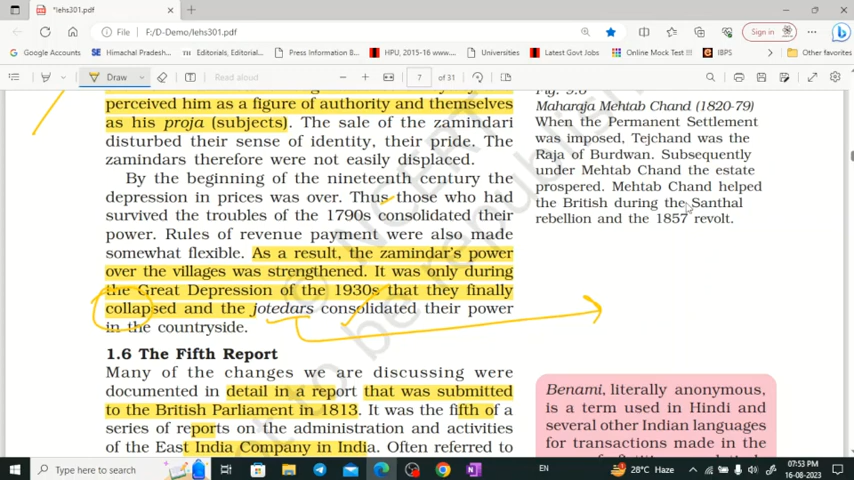 *lehs301.pdf
File
F:/D-Demo/lehs301.pdf
Sign in
Google Accounts
Himachal Pradesh...
Editorials, Editorial...
Press Information B...
HPU, 2015-16 www....
Universities
Latest Govt Jobs
Online Mock Test...
IBPS
Other favorites
Draw
Read aloud
7
of 31
perceived him as a figure of authority and themselves
as his proja (subjects). The sale of the zamindari
disturbed their sense of identity, their pride. The
zamindars therefore were not easily displaced.
By the beginning of the nineteenth century the
depression in prices was over. Thus those who had
survived the troubles of the 1790s consolidated their
power. Rules of revenue payment were also made
somewhat flexible. As a result, the zamindar's power
over the villages was strengthened. It was only during
the Great Depression of the 1930s that they finally
collapsed and the jotedars consolidated their power
in the countryside.
1.6 The Fifth Report
Many of the changes we are discussing were
documented in detail in a report that was submitted
to the British Parliament in 1813. It was the fifth of a
series of reports on the administration and activities
of the East India Company in India. Often referred to
Maharaja Mehtab Chand (1820-79)
When the Permanent Settlement
was imposed, Tejchand was the
Raja of Burdwan. Subsequently
under Mehtab Chand the estate
prospered. Mehtab Chand helped
the British during the Santhal
rebellion and the 1857 revolt.
Benami, literally anonymous,
is a term used in Hindi and
several other Indian languages
for transactions made in the
© NCERT
not to be republished
Type here to search
EN
28°C Haze
07:53 PM
16-08-2023